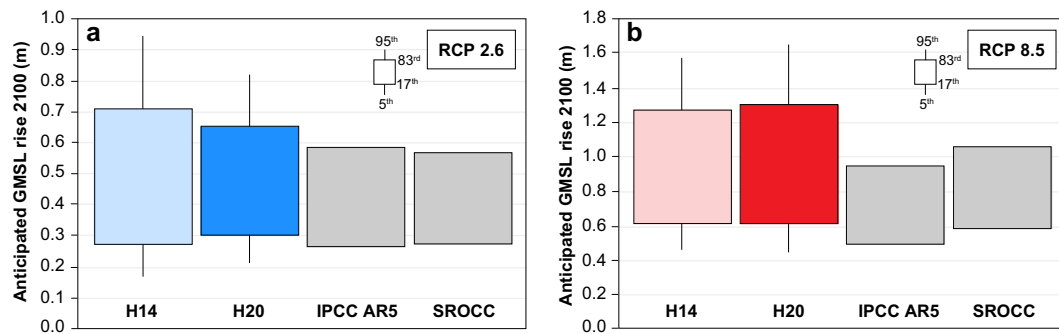 a
RCP 2.6
95th
83rd
17th
5th
Anticipated GMSL rise 2100 (m)
1.0
0.9
0.8
0.7
0.6
0.5
0.4
0.3
0.2
0.1
0.0
H14 H20 IPCC AR5 SROCC
b
RCP 8.5
95th
83rd
17th
5th
Anticipated GMSL rise 2100 (m)
1.8
1.6
1.4
1.2
1.0
0.8
0.6
0.4
0.2
0.0
H14 H20 IPCC AR5 SROCC